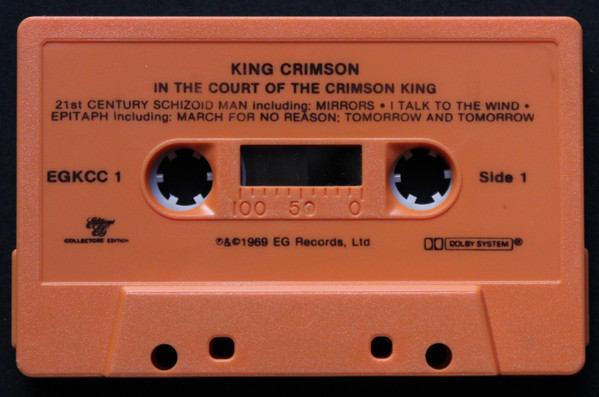 KING CRIMSON
IN THE COURT OF THE CRIMSON KING
21st CENTURY SCHIZOID MAN including: MIRRORS • I TALK TO THE WIND •
EPITAPH including: MARCH FOR NO REASON; TOMORROW AND TOMORROW
EGKCC 1
Side 1
100 50 0
COLLECTORS' EDITION
℗&©1969 EG Records, Ltd
DOLBY SYSTEM®